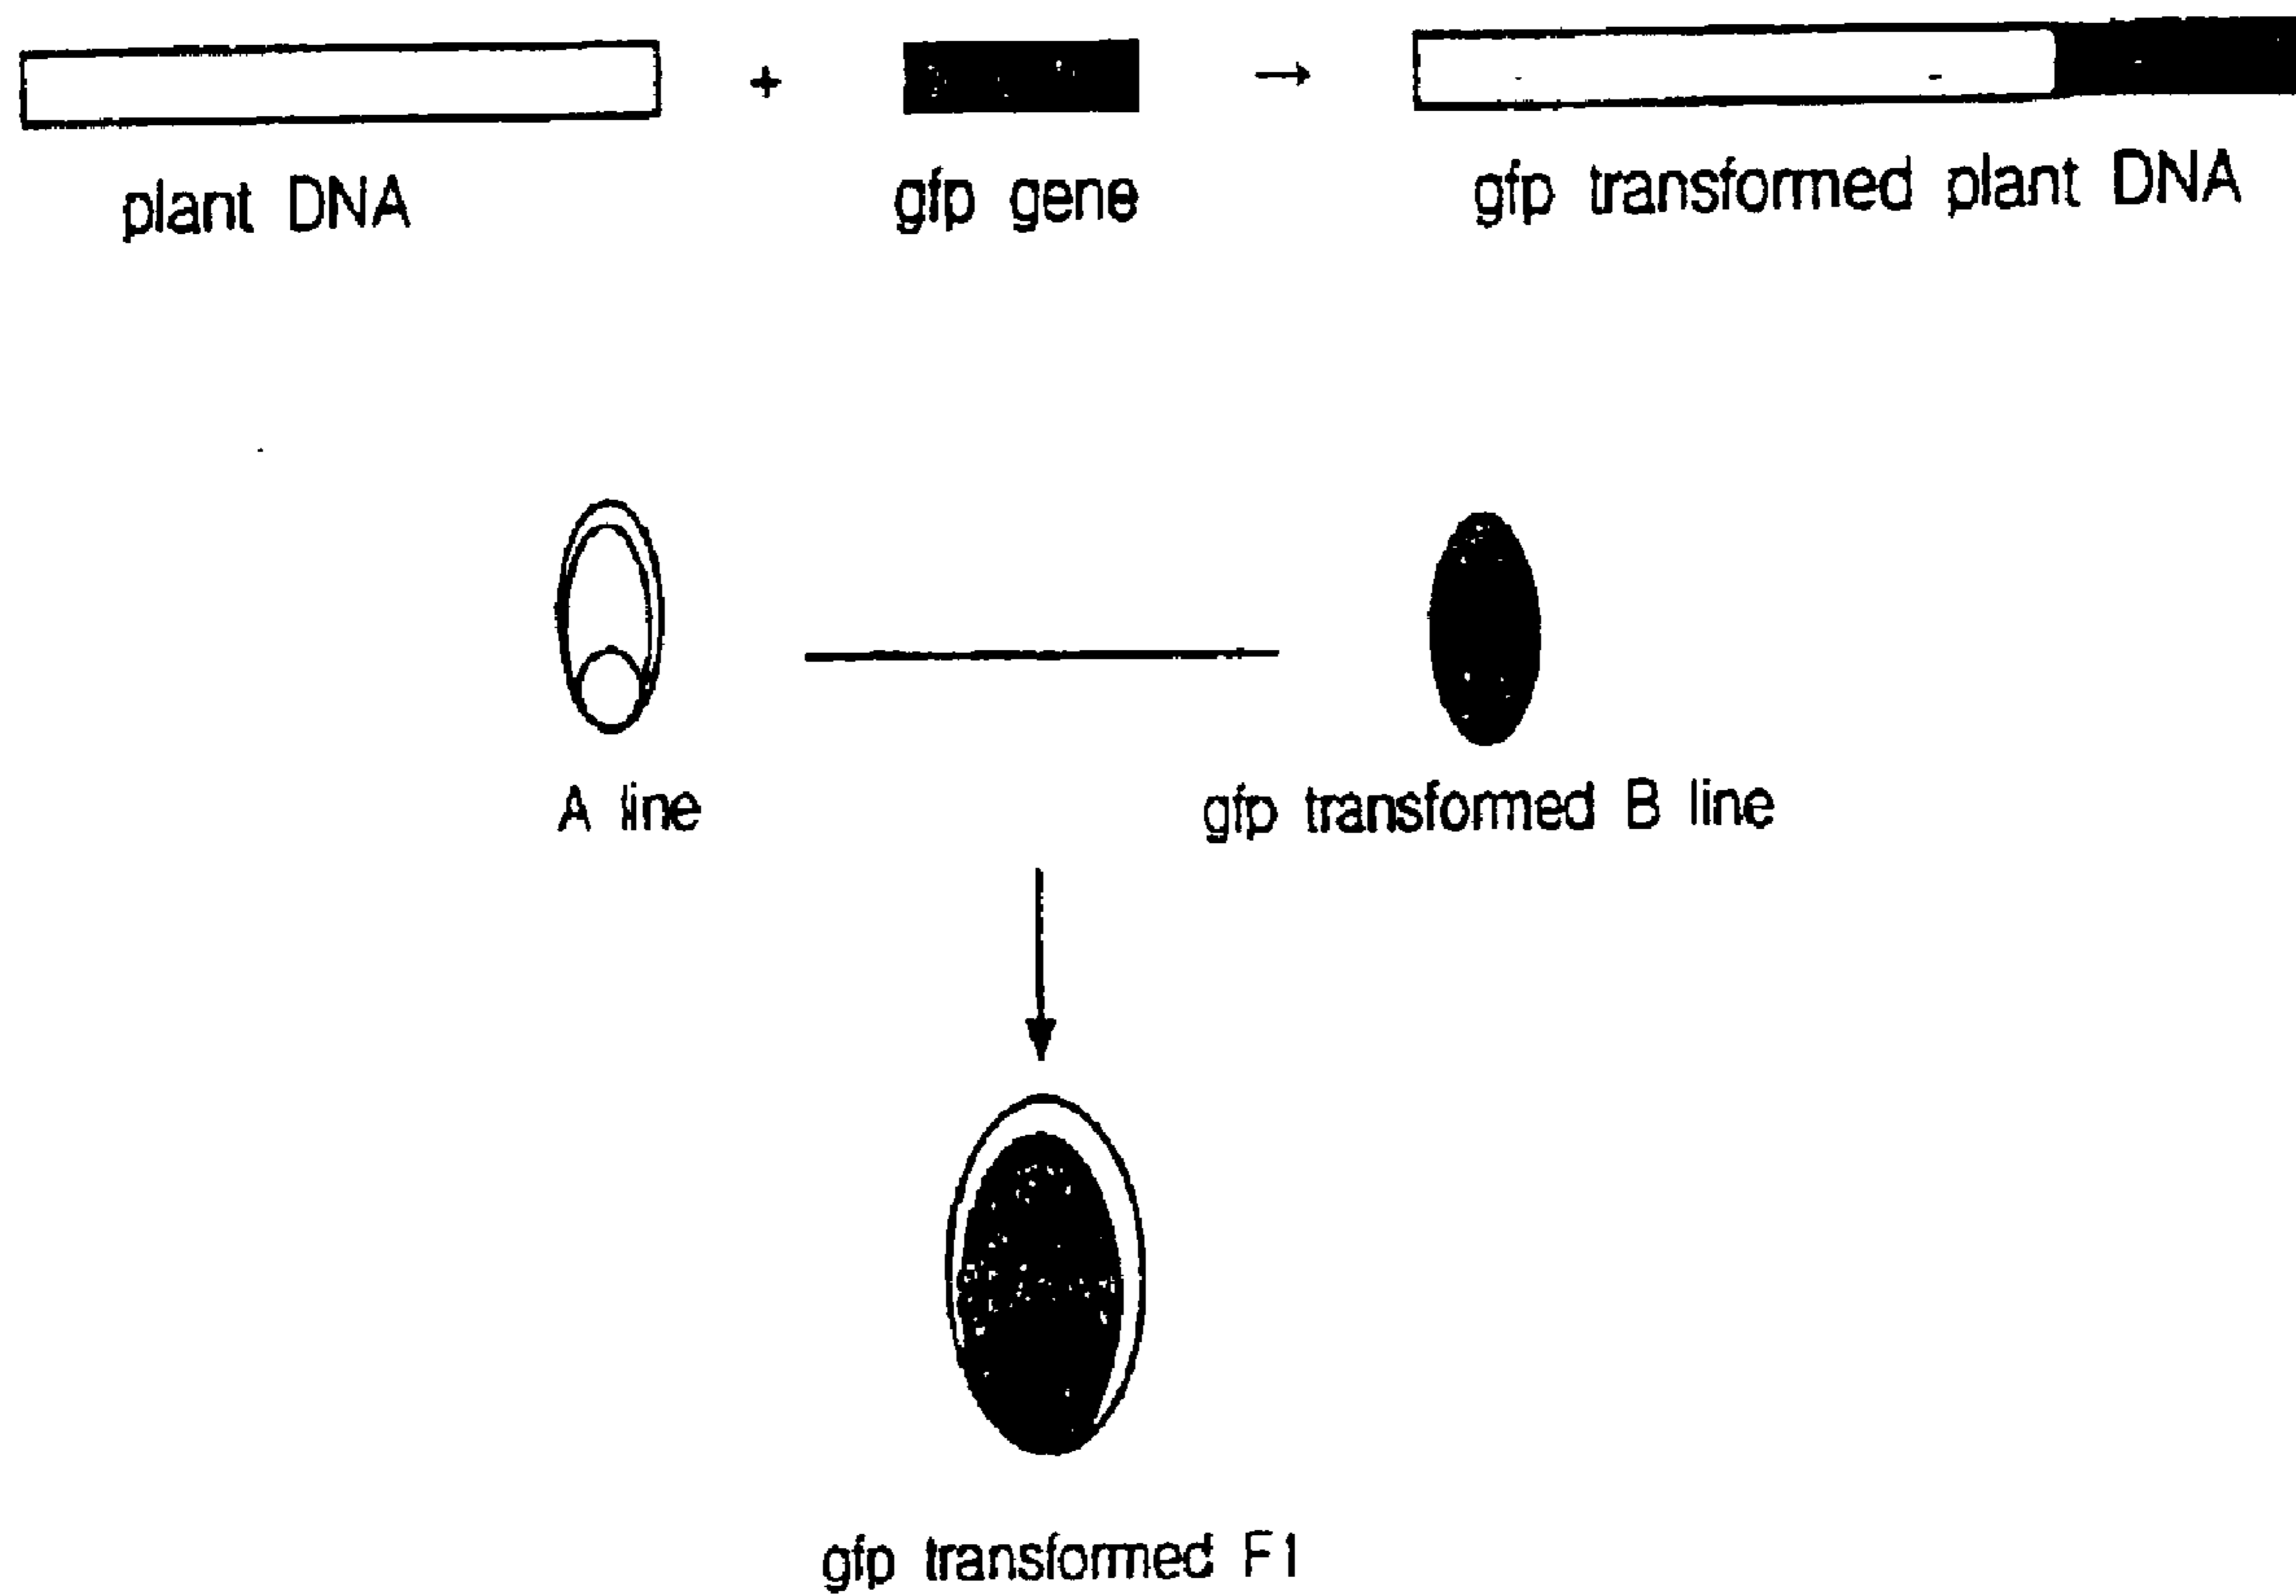 + →
plant DNA gfp gene gfp transformed plant DNA
A line gfp transformed B line
gfp transformed F1